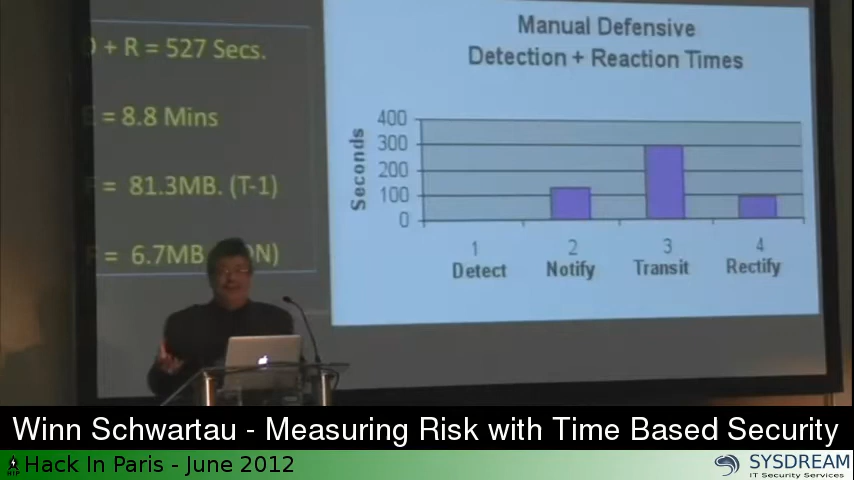 D + R = 527 Secs.
E = 8.8 Mins
F = 81.3MB. (T-1)
F = 6.7MB
Manual Defensive
Detection + Reaction Times
Seconds
400
300
200
100
0
1
Detect
2
Notify
3
Transit
4
Rectify
Winn Schwartau - Measuring Risk with Time Based Security
HIP
Hack In Paris - June 2012
SYSDREAM
IT Security Services